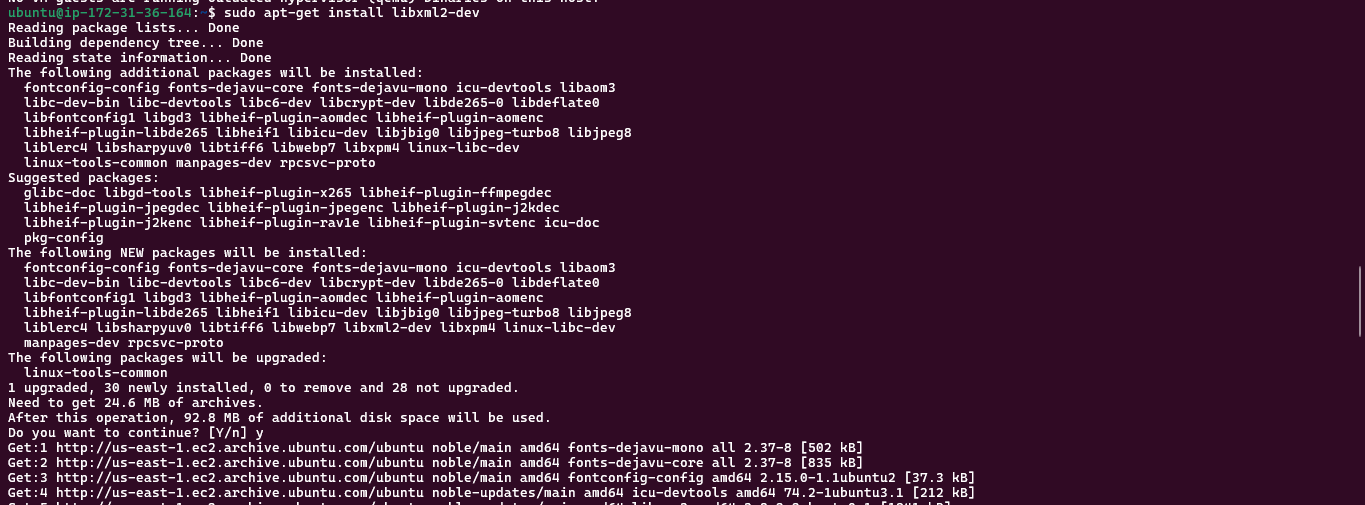 No VM guests are running outdated hypervisor (qemu) binaries on this host.
ubuntu@ip-172-31-36-164:~$ sudo apt-get install libxml2-dev
Reading package lists... Done
Building dependency tree... Done
Reading state information... Done
The following additional packages will be installed:
  fontconfig-config fonts-dejavu-core fonts-dejavu-mono icu-devtools libaom3
  libc-dev-bin libc-devtools libc6-dev libcrypt-dev libde265-0 libdeflate0
  libfontconfig1 libgd3 libheif-plugin-aomdec libheif-plugin-aomenc
  libheif-plugin-libde265 libheif1 libicu-dev libjbig0 libjpeg-turbo8 libjpeg8
  liblerc4 libsharpyuv0 libtiff6 libwebp7 libxpm4 linux-libc-dev
  linux-tools-common manpages-dev rpcsvc-proto
Suggested packages:
  glibc-doc libgd-tools libheif-plugin-x265 libheif-plugin-ffmpegdec
  libheif-plugin-jpegdec libheif-plugin-jpegenc libheif-plugin-j2kdec
  libheif-plugin-j2kenc libheif-plugin-rav1e libheif-plugin-svtenc icu-doc
  pkg-config
The following NEW packages will be installed:
  fontconfig-config fonts-dejavu-core fonts-dejavu-mono icu-devtools libaom3
  libc-dev-bin libc-devtools libc6-dev libcrypt-dev libde265-0 libdeflate0
  libfontconfig1 libgd3 libheif-plugin-aomdec libheif-plugin-aomenc
  libheif-plugin-libde265 libheif1 libicu-dev libjbig0 libjpeg-turbo8 libjpeg8
  liblerc4 libsharpyuv0 libtiff6 libwebp7 libxml2-dev libxpm4 linux-libc-dev
  manpages-dev rpcsvc-proto
The following packages will be upgraded:
  linux-tools-common
1 upgraded, 30 newly installed, 0 to remove and 28 not upgraded.
Need to get 24.6 MB of archives.
After this operation, 92.8 MB of additional disk space will be used.
Do you want to continue? [Y/n] y
Get:1 http://us-east-1.ec2.archive.ubuntu.com/ubuntu noble/main amd64 fonts-dejavu-mono all 2.37-8 [502 kB]
Get:2 http://us-east-1.ec2.archive.ubuntu.com/ubuntu noble/main amd64 fonts-dejavu-core all 2.37-8 [835 kB]
Get:3 http://us-east-1.ec2.archive.ubuntu.com/ubuntu noble/main amd64 fontconfig-config amd64 2.15.0-1.1ubuntu2 [37.3 kB]
Get:4 http://us-east-1.ec2.archive.ubuntu.com/ubuntu noble-updates/main amd64 icu-devtools amd64 74.2-1ubuntu3.1 [212 kB]